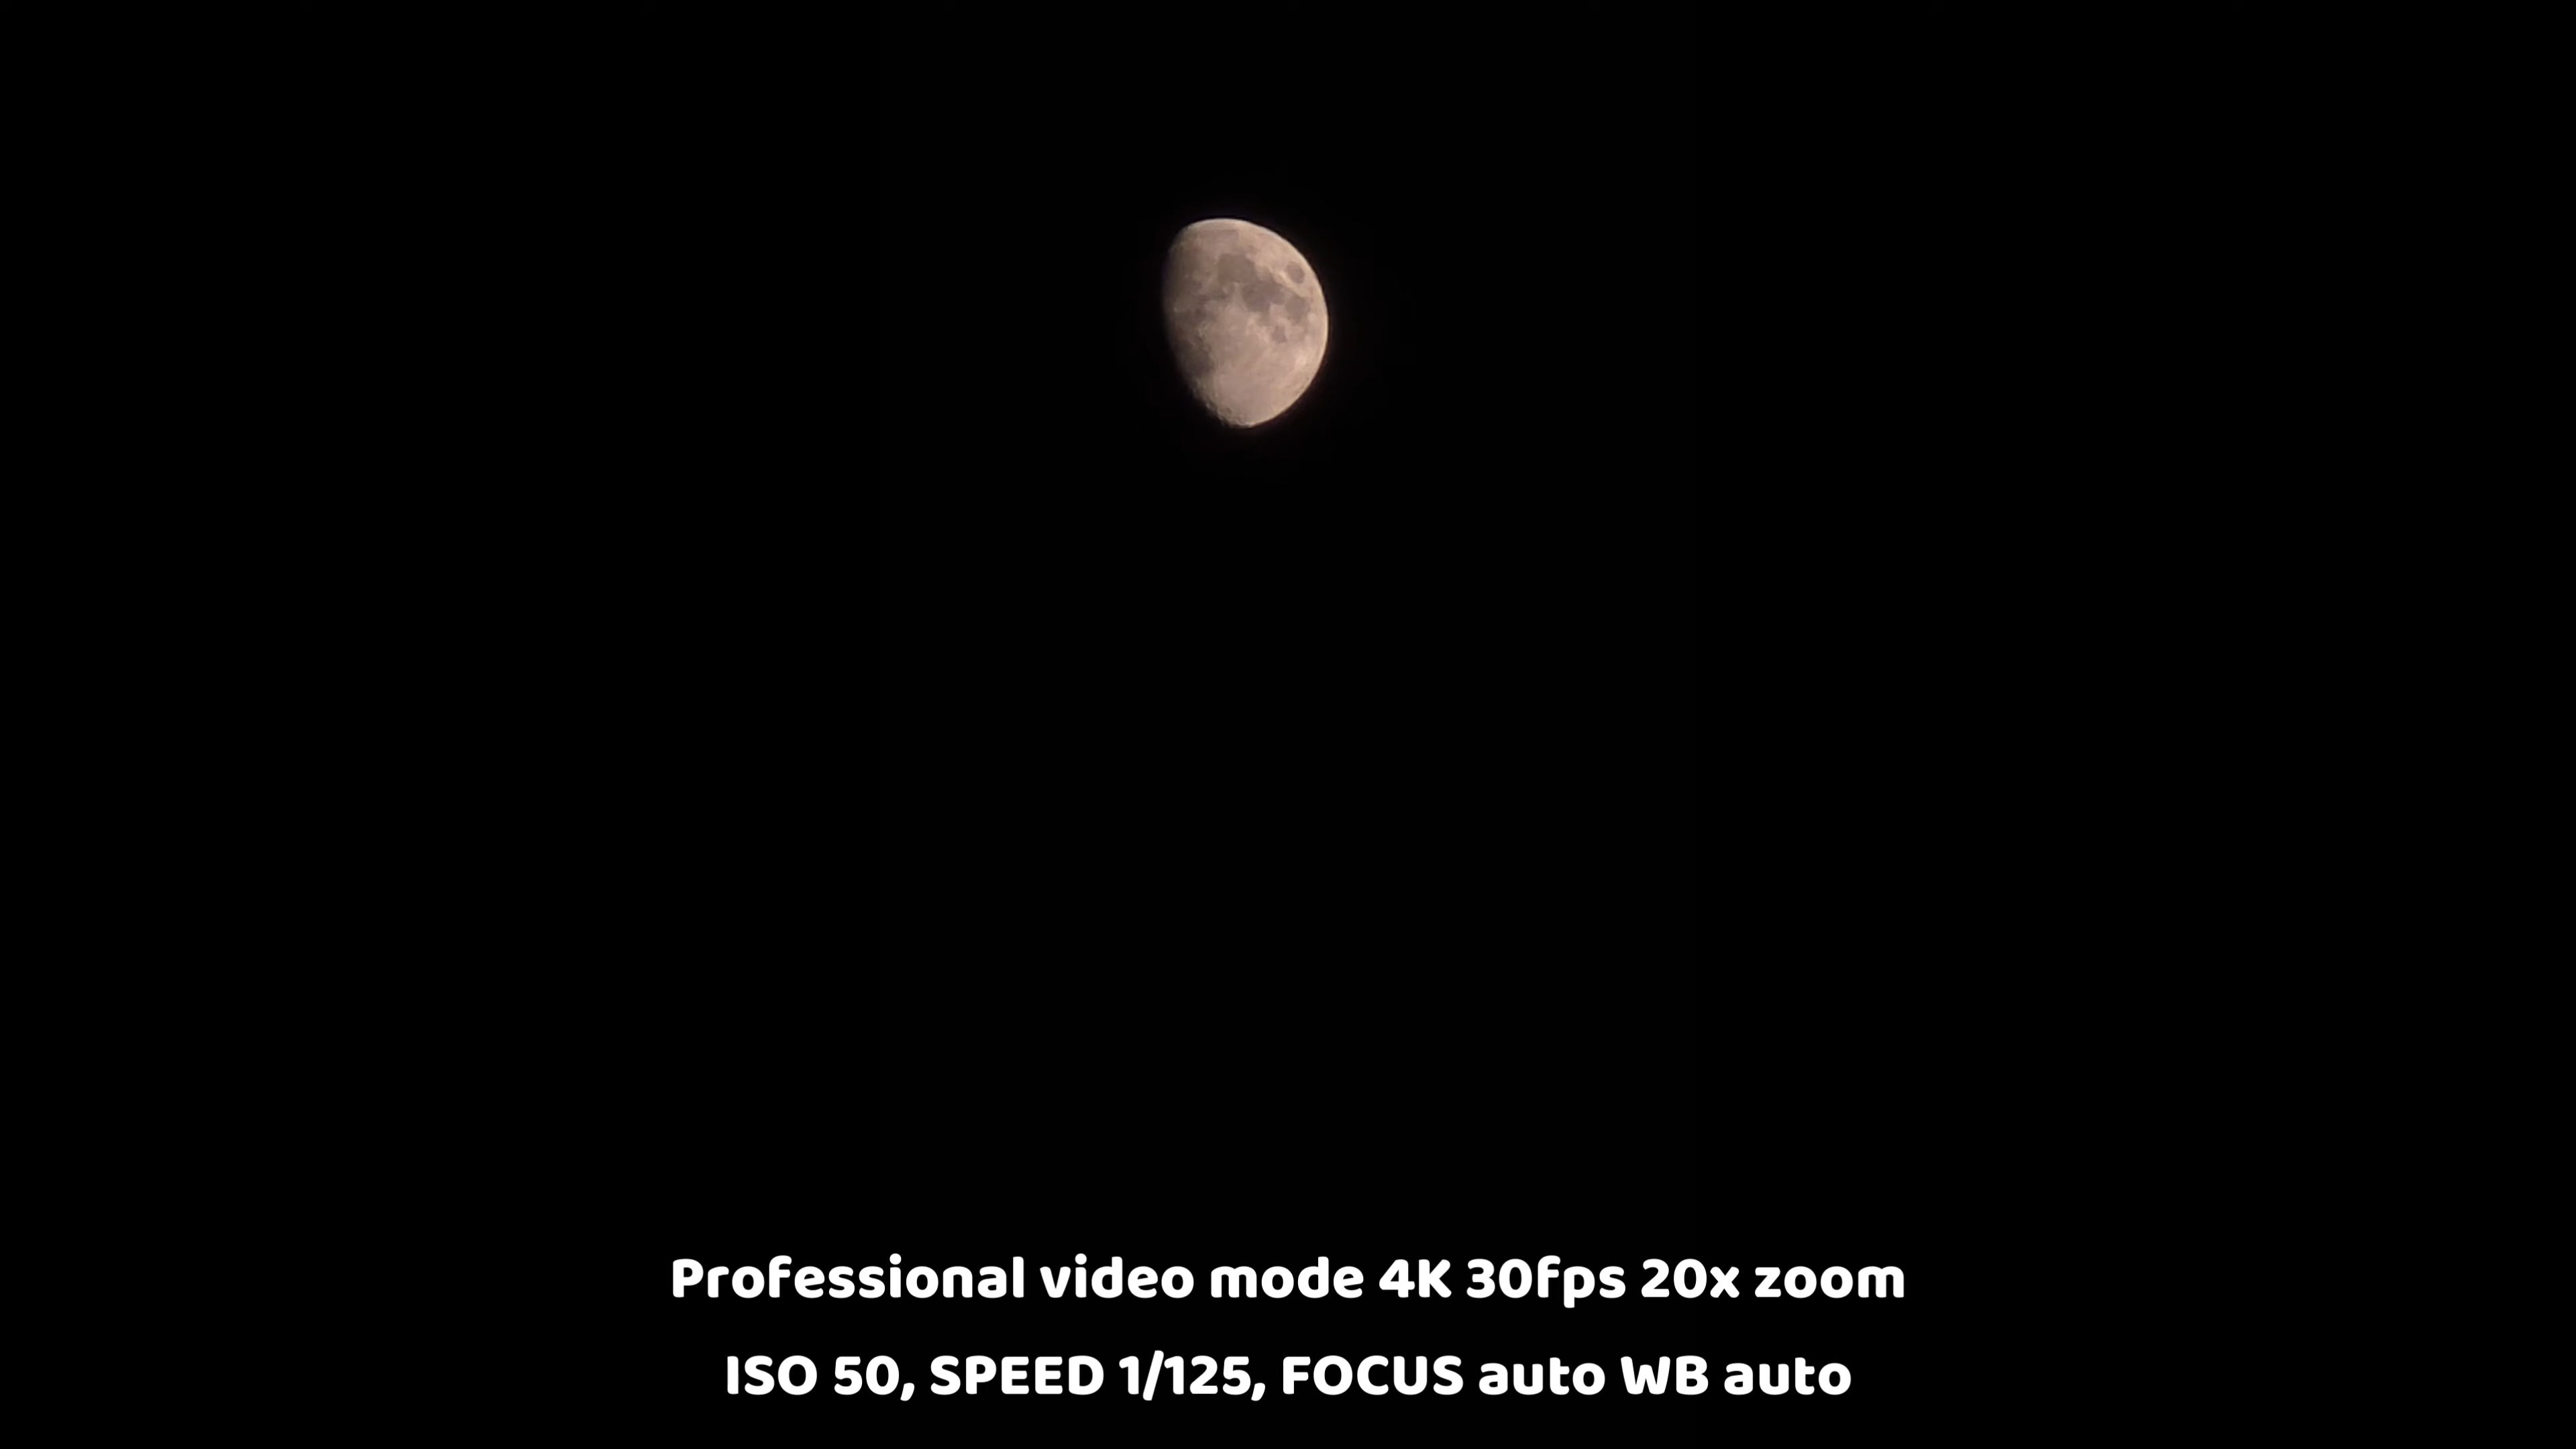 Professional video mode 4K 30fps 20x zoom
ISO 50, SPEED 1/125, FOCUS auto WB auto